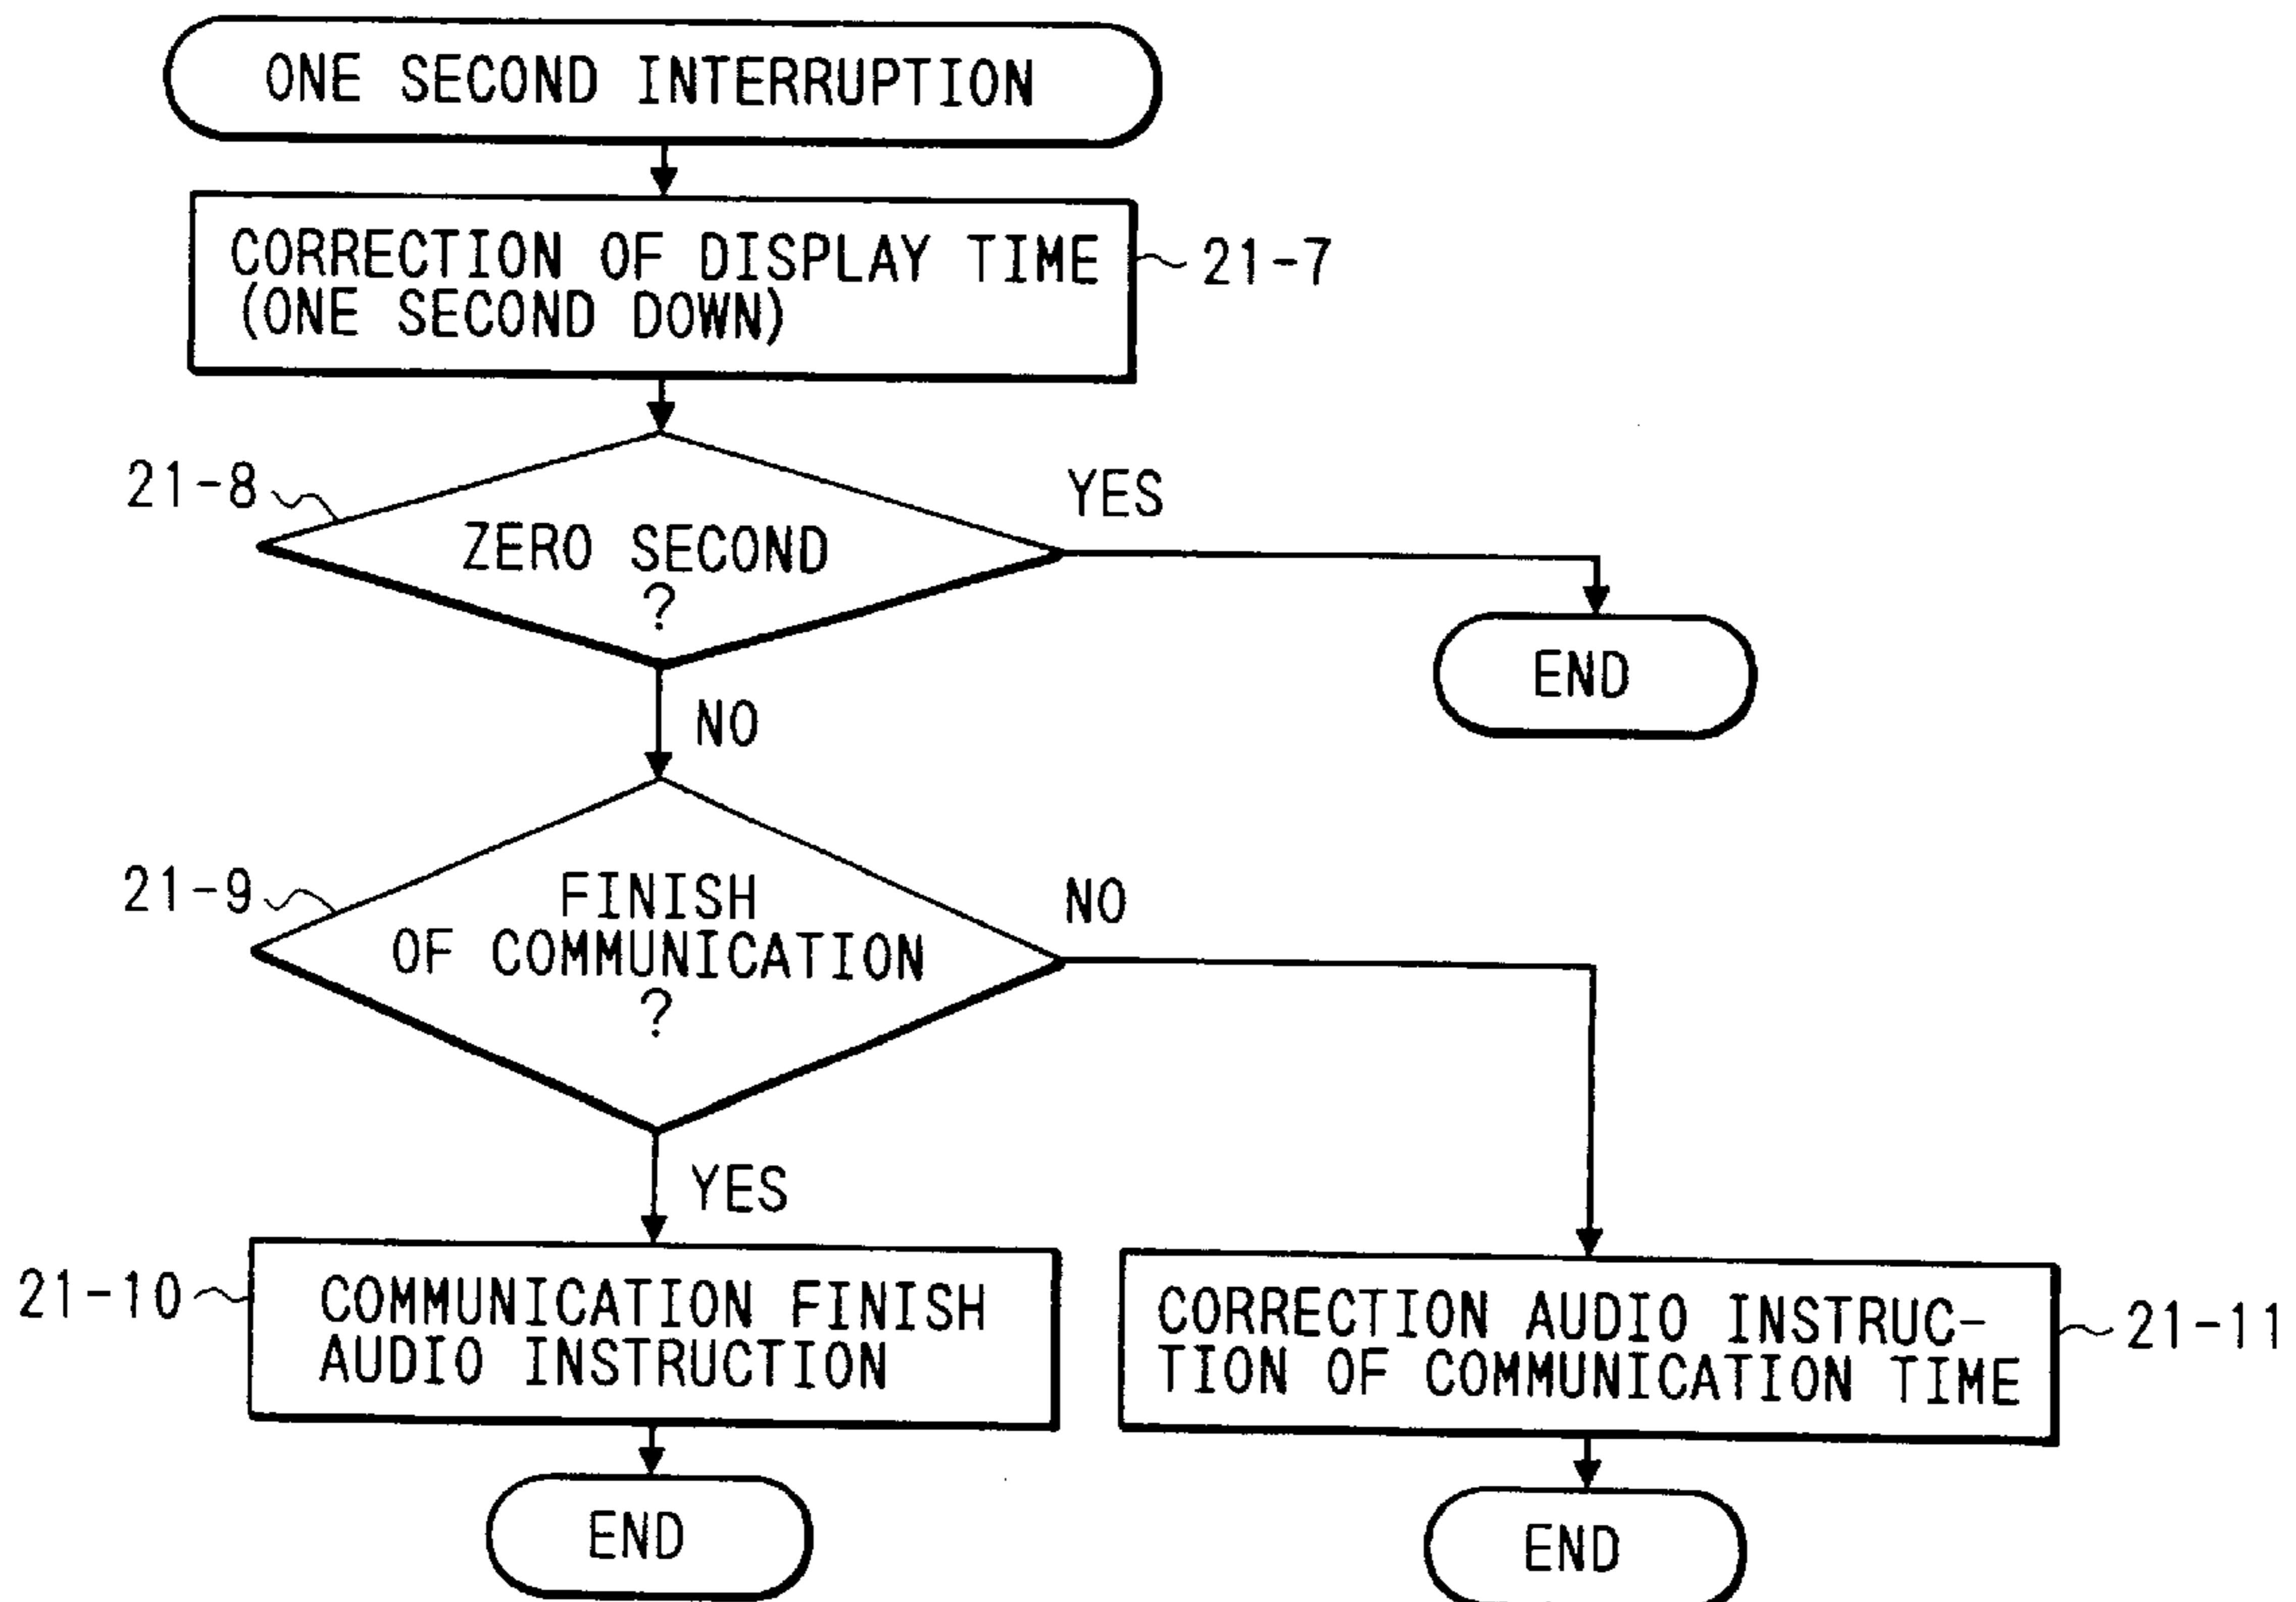 ONE SECOND INTERRUPTION
CORRECTION OF DISPLAY TIME
(ONE SECOND DOWN)
21-7
21-8
ZERO SECOND
?
YES
END
NO
21-9
FINISH
OF COMMUNICATION
?
NO
YES
21-10
COMMUNICATION FINISH
AUDIO INSTRUCTION
CORRECTION AUDIO INSTRUC-
TION OF COMMUNICATION TIME
21-11
END
END